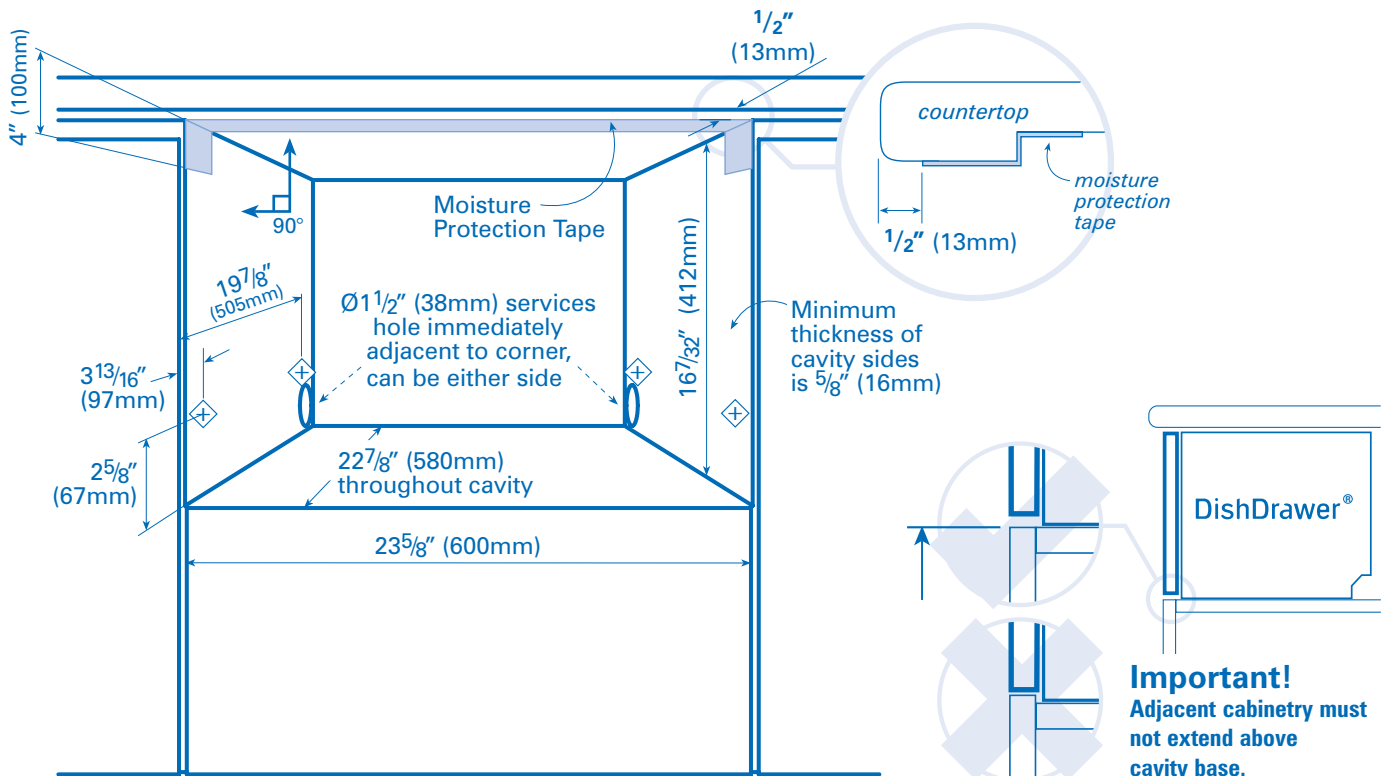 1/2"
(13mm)
4" (100mm)
countertop
moisture
protection
tape
1/2" (13mm)
90°
Moisture
Protection Tape
19 7/8"
(505mm)
Ø1 1/2" (38mm) services
hole immediately
adjacent to corner,
can be either side
16 7/32" (412mm)
Minimum
thickness of
cavity sides
is 5/8" (16mm)
3 13/16"
(97mm)
2 5/8"
(67mm)
22 7/8" (580mm)
throughout cavity
23 5/8" (600mm)
DishDrawer®
Important!
Adjacent cabinetry must
not extend above
cavity base.